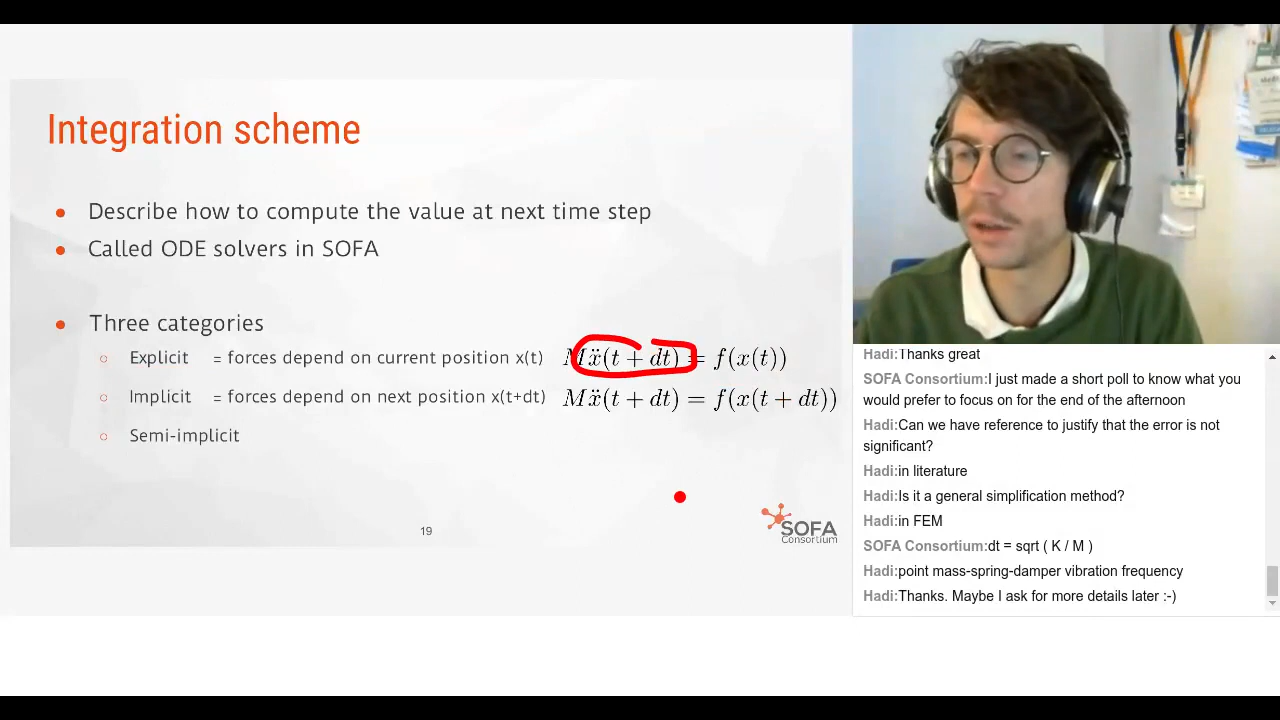 Integration scheme
● Describe how to compute the value at next time step
● Called ODE solvers in SOFA
● Three categories
○ Explicit = forces depend on current position x(t) Mẍ(t + dt) = f(x(t))
○ Implicit = forces depend on next position x(t+dt) Mẍ(t + dt) = f(x(t + dt))
○ Semi-implicit
19
SOFA
Consortium
Hadi:Thanks great
SOFA Consortium:I just made a short poll to know what you
would prefer to focus on for the end of the afternoon
Hadi:Can we have reference to justify that the error is not
significant?
Hadi:in literature
Hadi:Is it a general simplification method?
Hadi:in FEM
SOFA Consortium:dt = sqrt ( K / M )
Hadi:point mass-spring-damper vibration frequency
Hadi:Thanks. Maybe I ask for more details later :-)